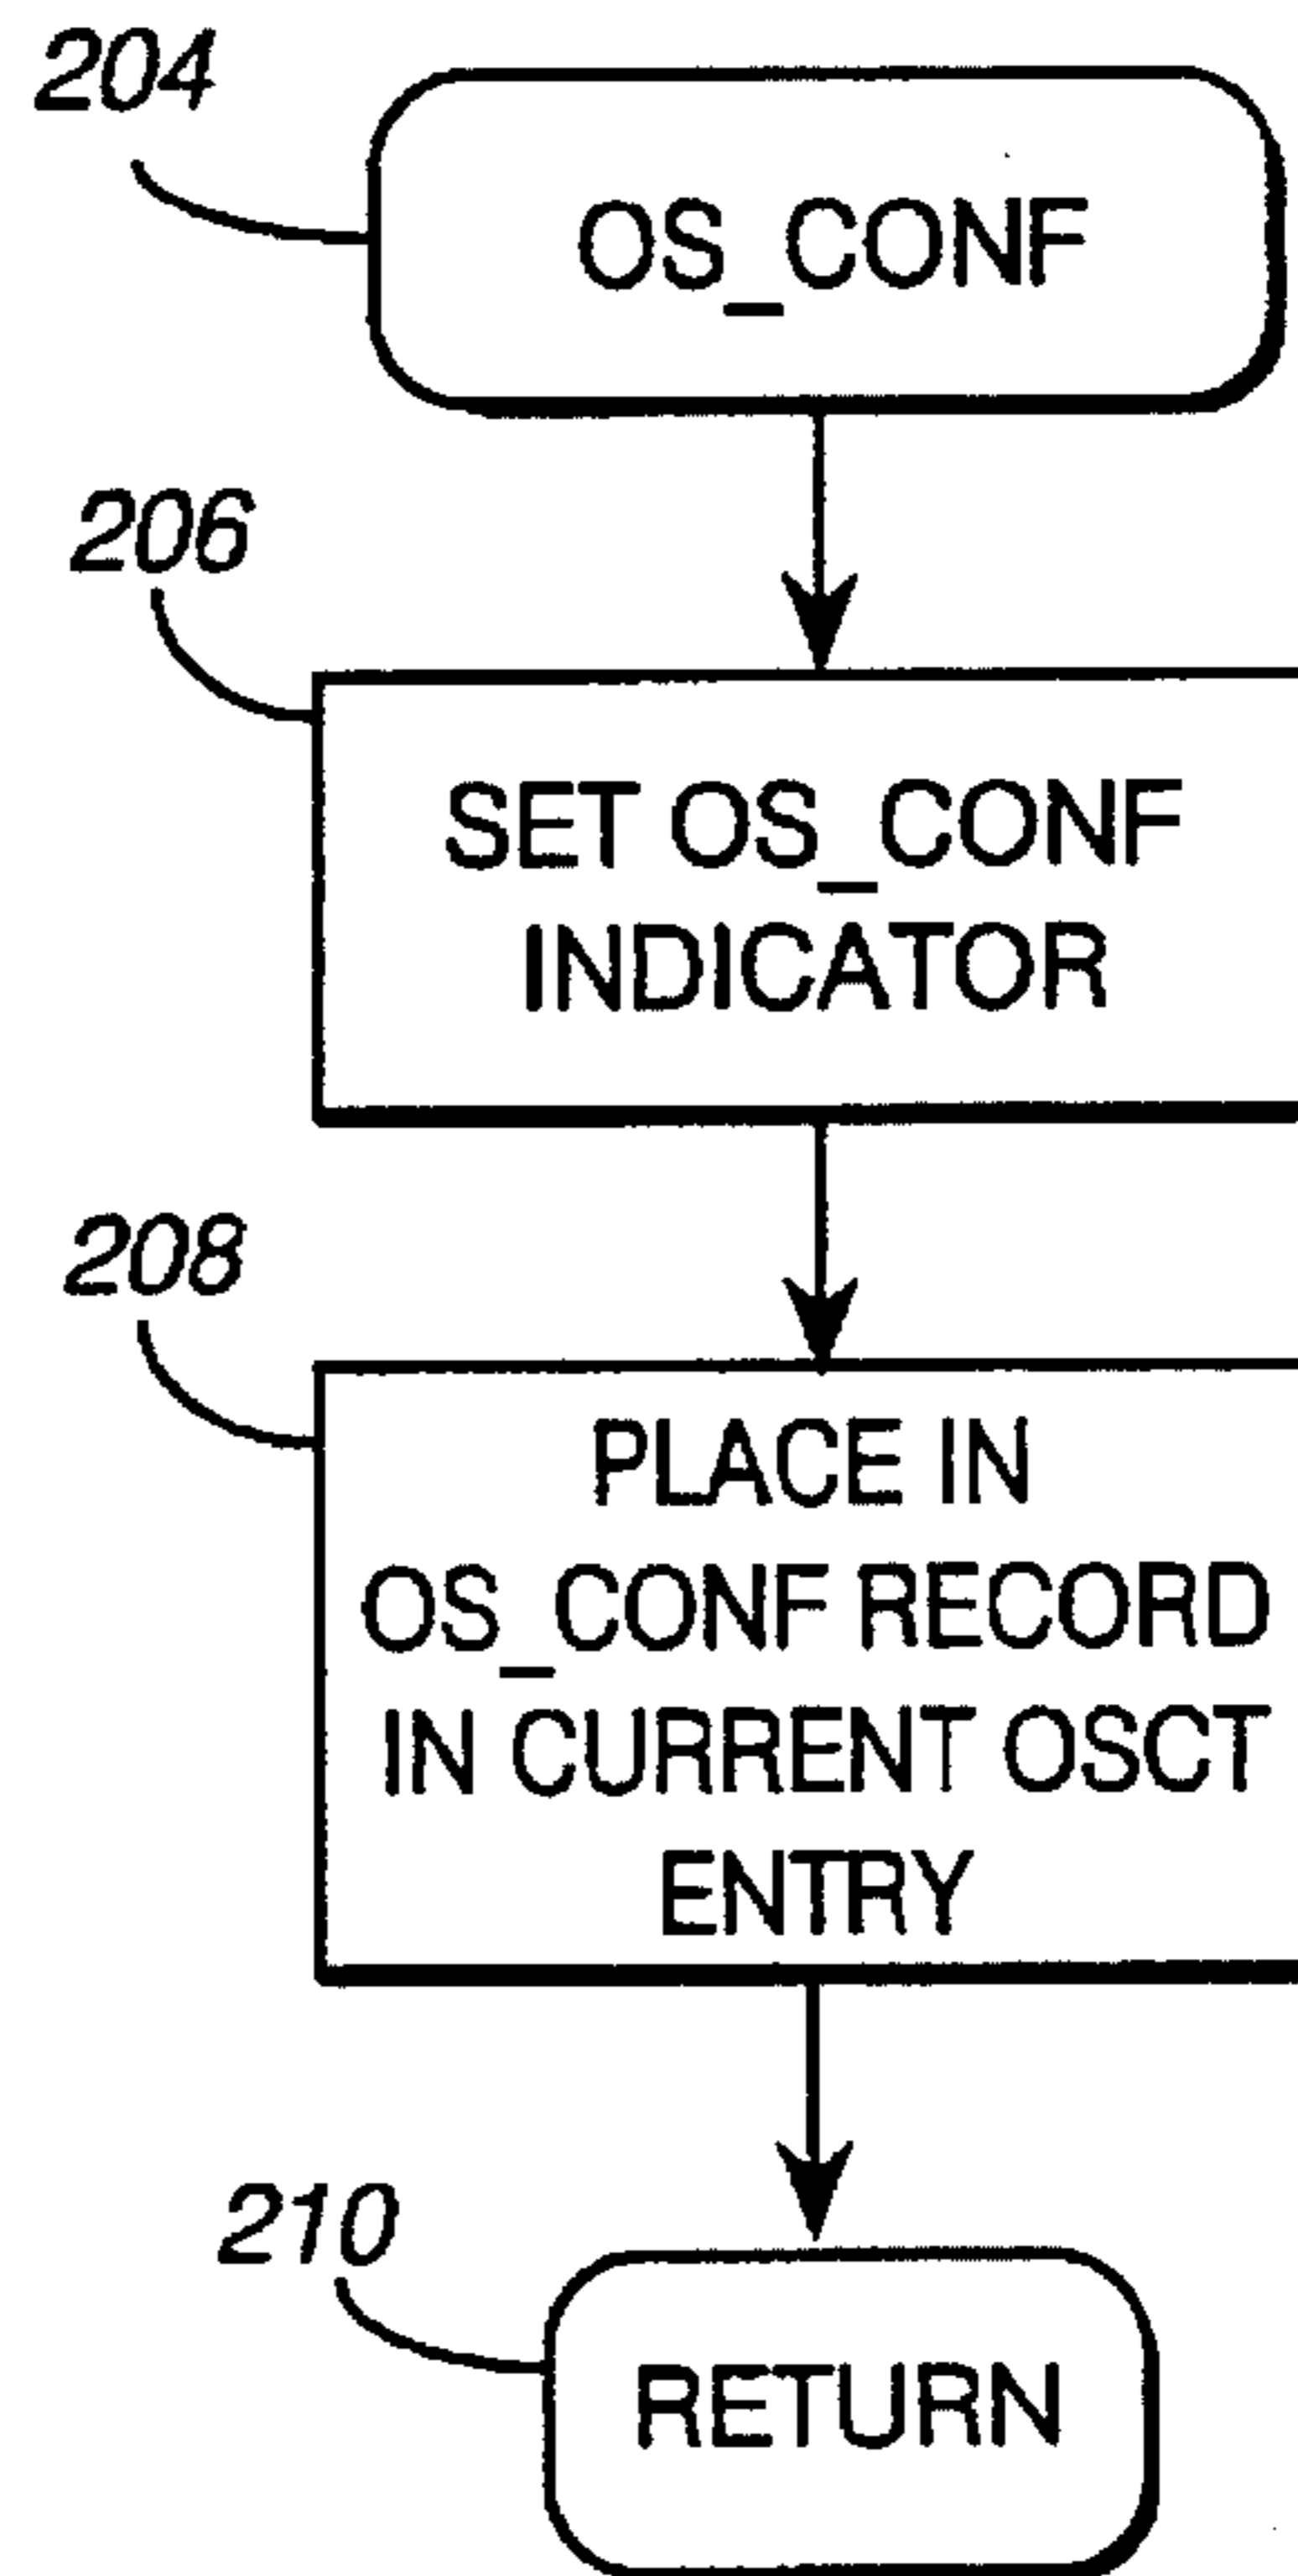 204
OS_CONF
206
SET OS_CONF
INDICATOR
208
PLACE IN
OS_CONF RECORD
IN CURRENT OSCT
ENTRY
210
RETURN